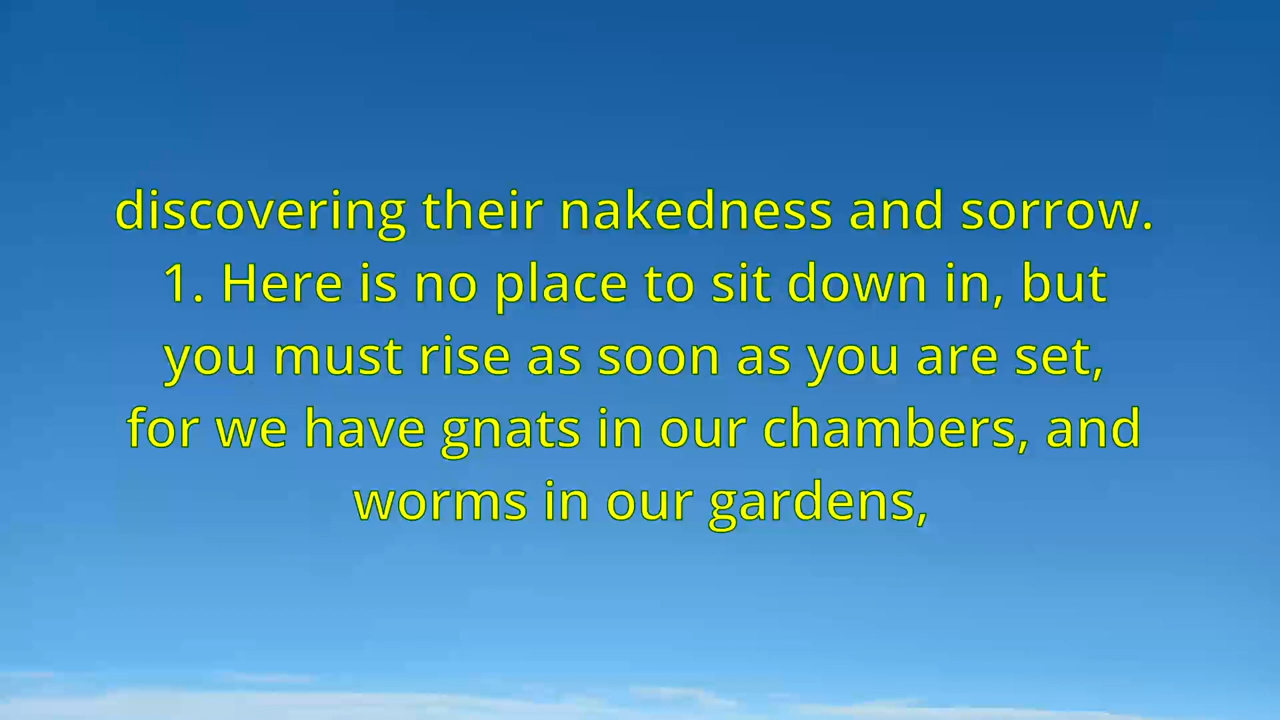 discovering their nakedness and sorrow.
1. Here is no place to sit down in, but
you must rise as soon as you are set,
for we have gnats in our chambers, and
worms in our gardens,